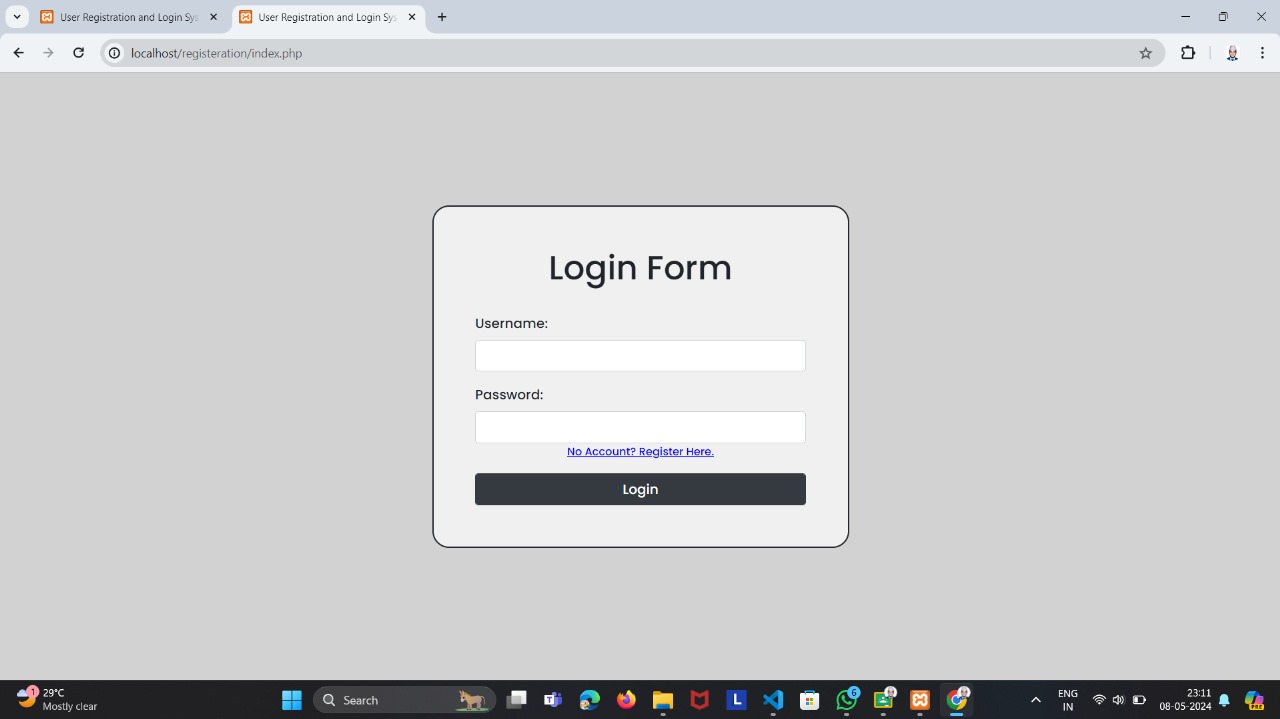 User Registration and Login Sys
User Registration and Login Sys
localhost/registeration/index.php
Login Form
Username:
Password:
No Account? Register Here.
Login
1
29°C
Mostly clear
Search
L
6
ENG
IN
23:11
08-05-2024
PRE